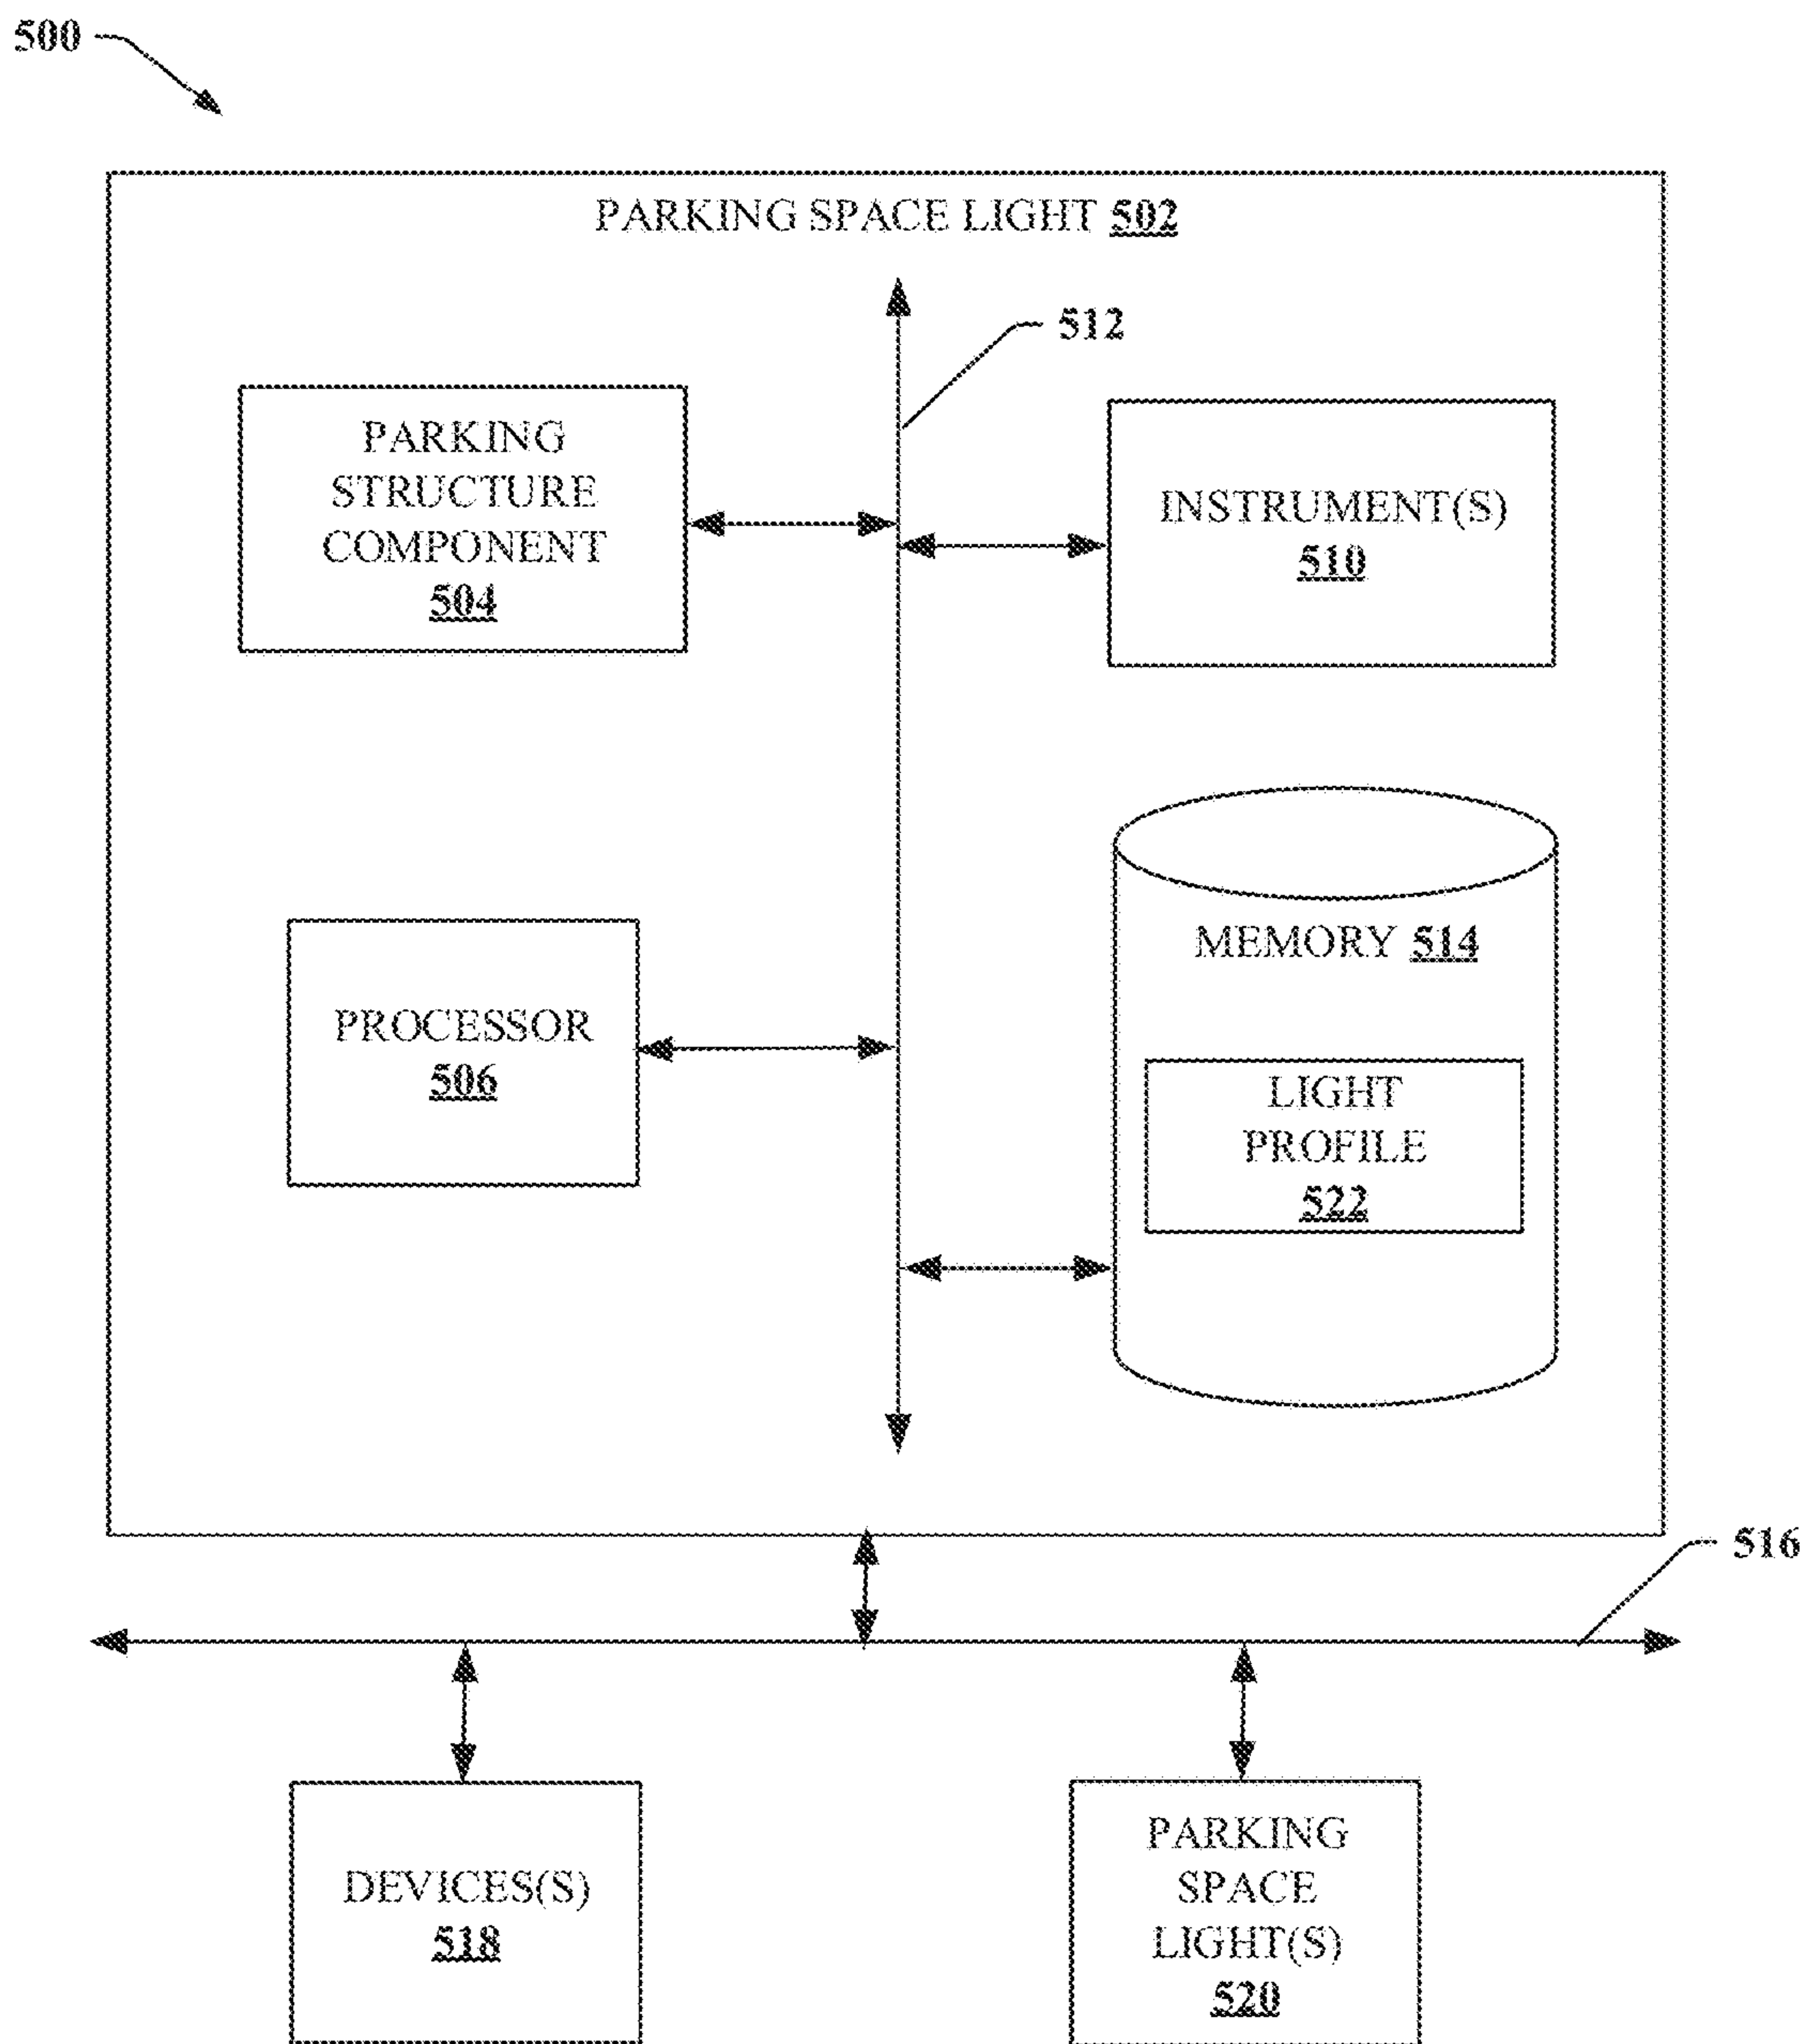 500
PARKING SPACE LIGHT 502
512
PARKING
STRUCTURE
COMPONENT
504
INSTRUMENT(S)
510
MEMORY 514
PROCESSOR
506
LIGHT
PROFILE
522
516
DEVICES(S)
518
PARKING
SPACE
LIGHT(S)
520